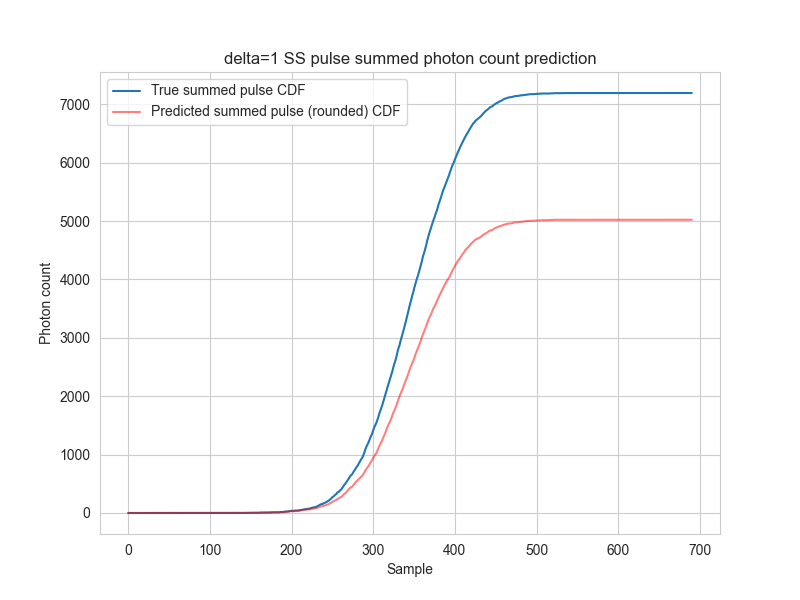 delta=1 SS pulse summed photon count prediction
True summed pulse CDF
Predicted summed pulse (rounded) CDF
7000
6000
5000
4000
3000
2000
1000
0
Photon count
0 100 200 300 400 500 600 700
Sample